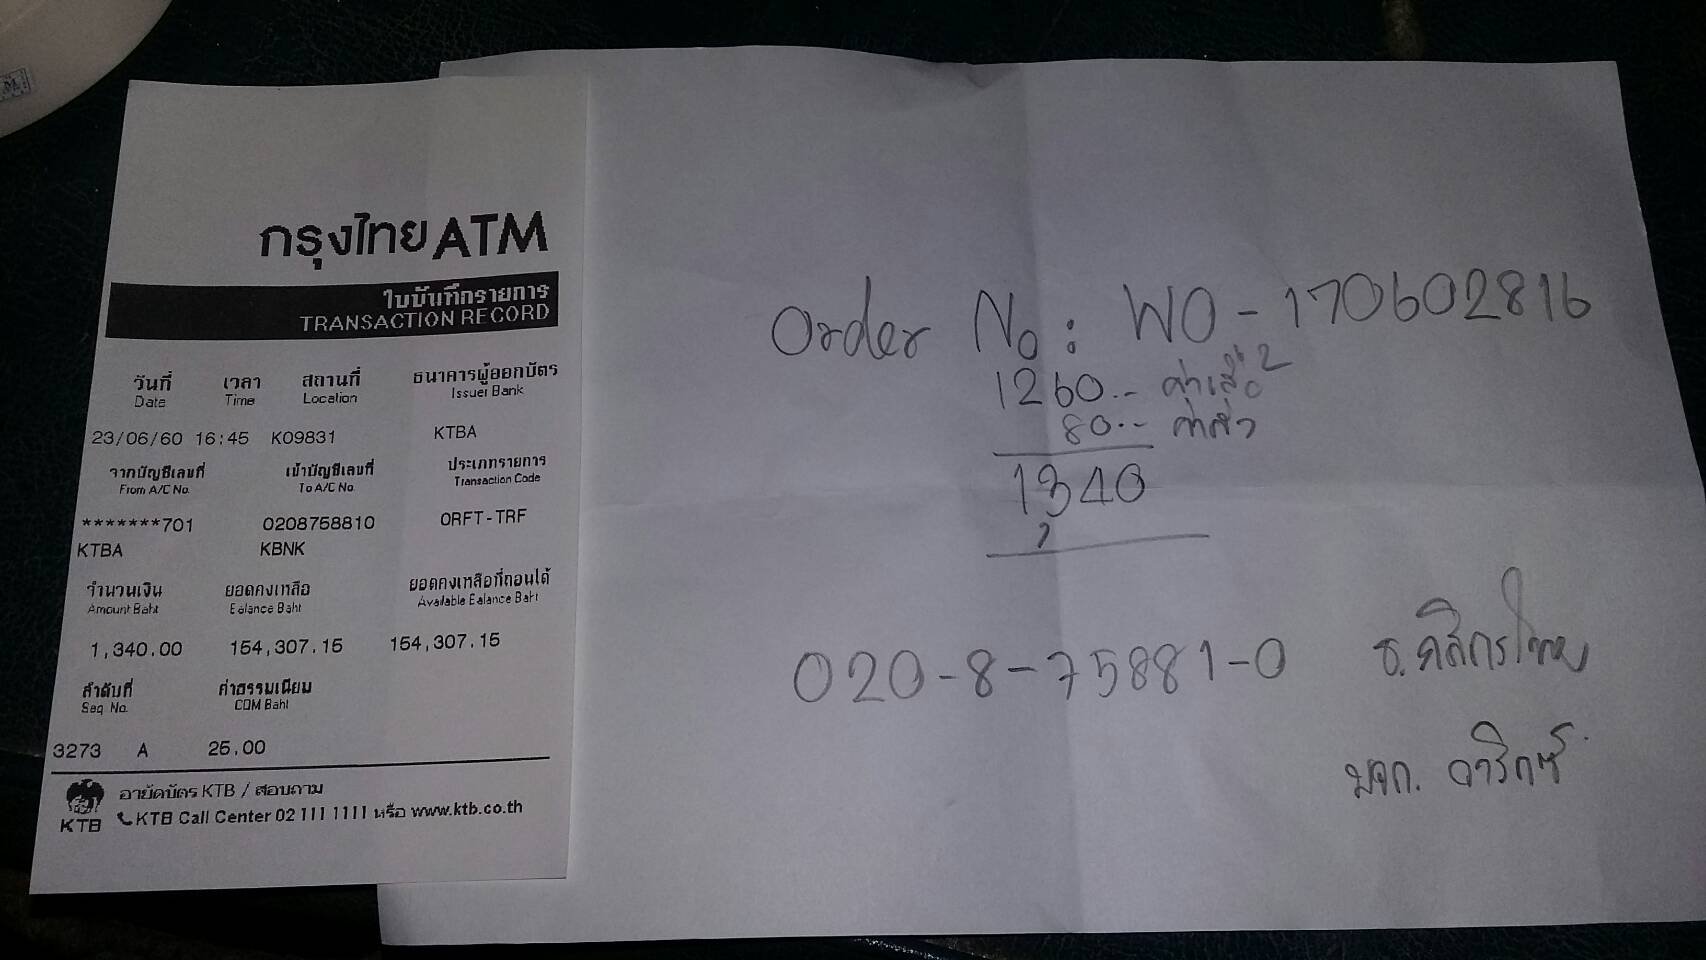 กรุงไทย ATM
ใบบันทึกรายการ
TRANSACTION RECORD
วันที่ เวลา สถานที่ ธนาคารผู้ออกบัตร
Date Time Location Issuer Bank
23/06/60 16:45 K09831 KTBA
จากบัญชีเลขที่ เข้าบัญชีเลขที่ ประเภทรายการ
From A/C No. To A/C No. Transaction Code
*******701 0208758810 ORFT-TRF
KTBA KBNK
จำนวนเงิน ยอดคงเหลือ ยอดคงเหลือที่ถอนได้
Amount Baht Balance Baht Available Balance Baht
1,340.00 154,307.15 154,307.15
ลำดับที่ ค่าธรรมเนียม
Seq No. COM Baht
3273 A 25.00
อายัดบัตร KTB / สอบถาม
KTB Call Center 02 111 1111 หรือ www.ktb.co.th
KTB
Order No: WO-170602816
1260.-- ค่าเสื้อ 2
80.-- ค่าส่ง
1,340
020-8-75881-0 ธ.กสิกรไทย
บจก.